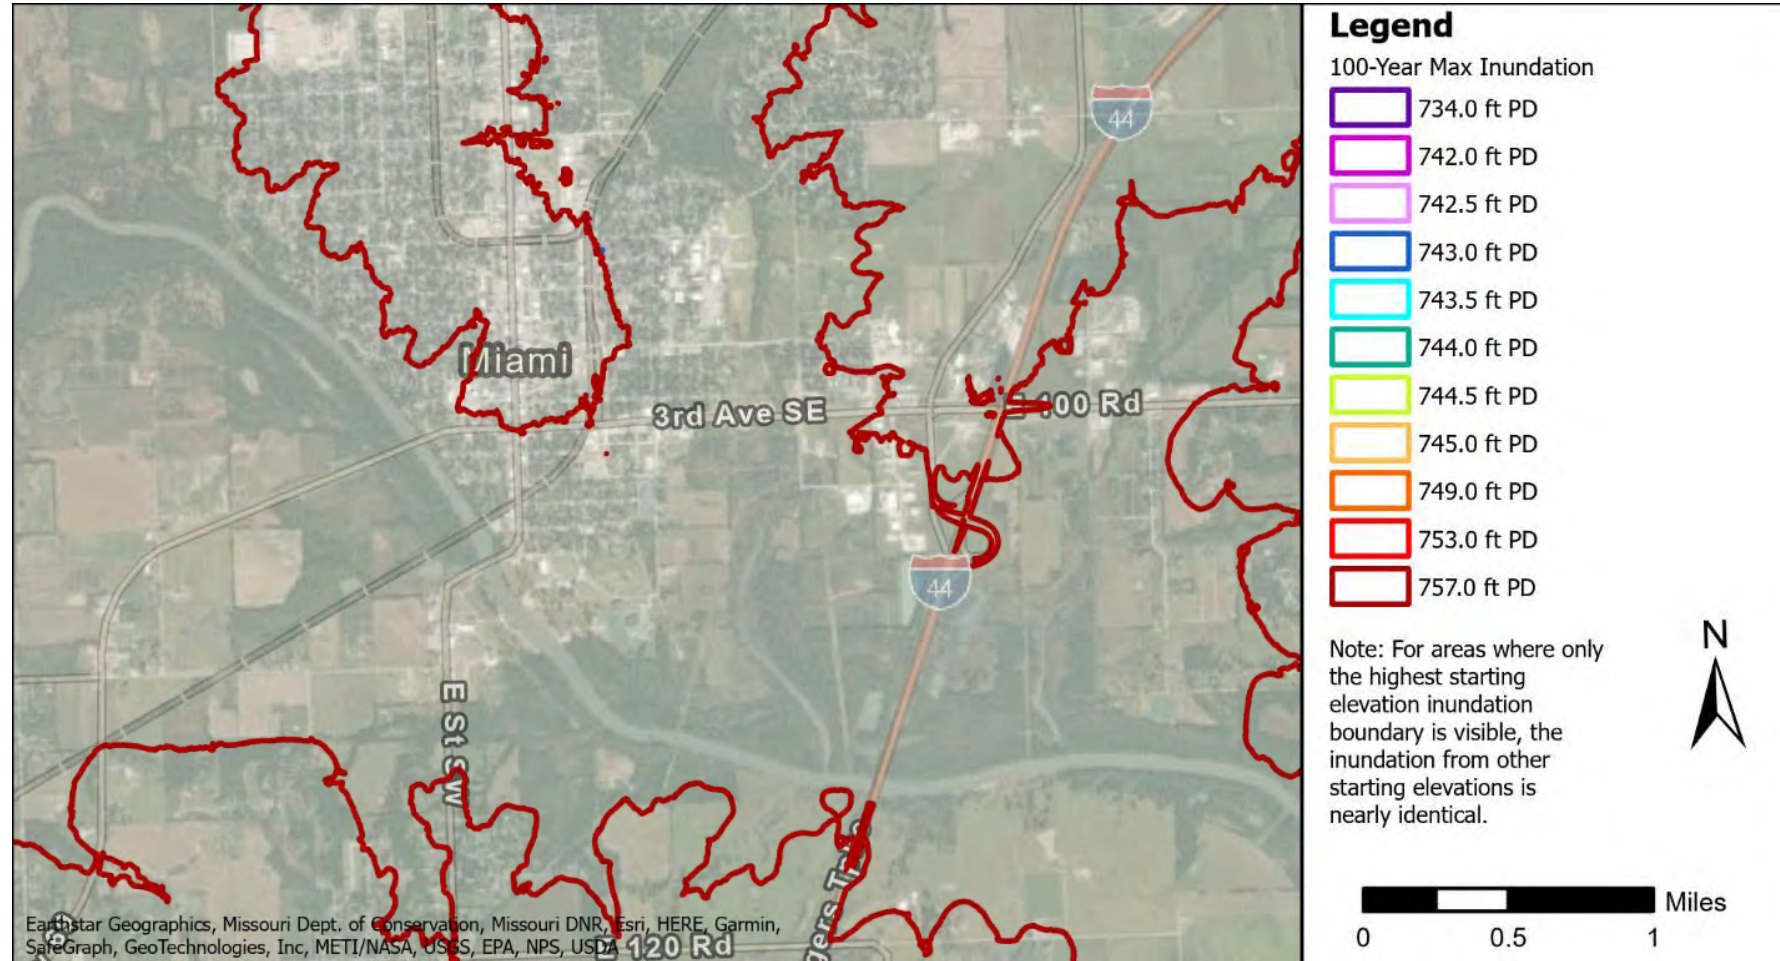 44
Miami
3rd Ave SE
E 100 Rd
44
E St SW
gers Tpke
E 120 Rd
Earthstar Geographics, Missouri Dept. of Conservation, Missouri DNR, Esri, HERE, Garmin,
SafeGraph, GeoTechnologies, Inc, METI/NASA, USGS, EPA, NPS, USDA
Legend
100-Year Max Inundation
734.0 ft PD
742.0 ft PD
742.5 ft PD
743.0 ft PD
743.5 ft PD
744.0 ft PD
744.5 ft PD
745.0 ft PD
749.0 ft PD
753.0 ft PD
757.0 ft PD
Note: For areas where only
the highest starting
elevation inundation
boundary is visible, the
inundation from other
starting elevations is
nearly identical.
N
Miles
0 0.5 1